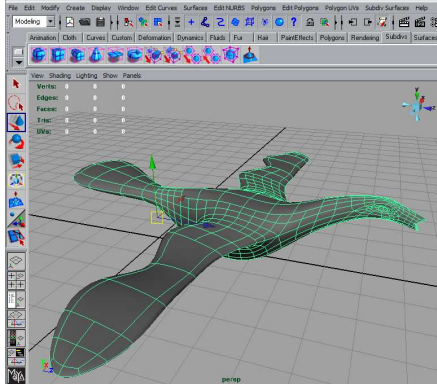 File Edit Modify Create Display Window Edit Curves Surfaces Edit NURBS Polygons Edit Polygons Polygon UVs Subdiv Surfaces Help
Modeling
Animation Cloth Curves Custom Deformation Dynamics Fluids Fur Hair PaintEffects Polygons Rendering Subdivs Surfaces
View Shading Lighting Show Panels
Verts: 0 0 0
Edges: 0 0 0
Faces: 0 0 0
Tris: 0 0 0
UVs: 0 0 0
persp